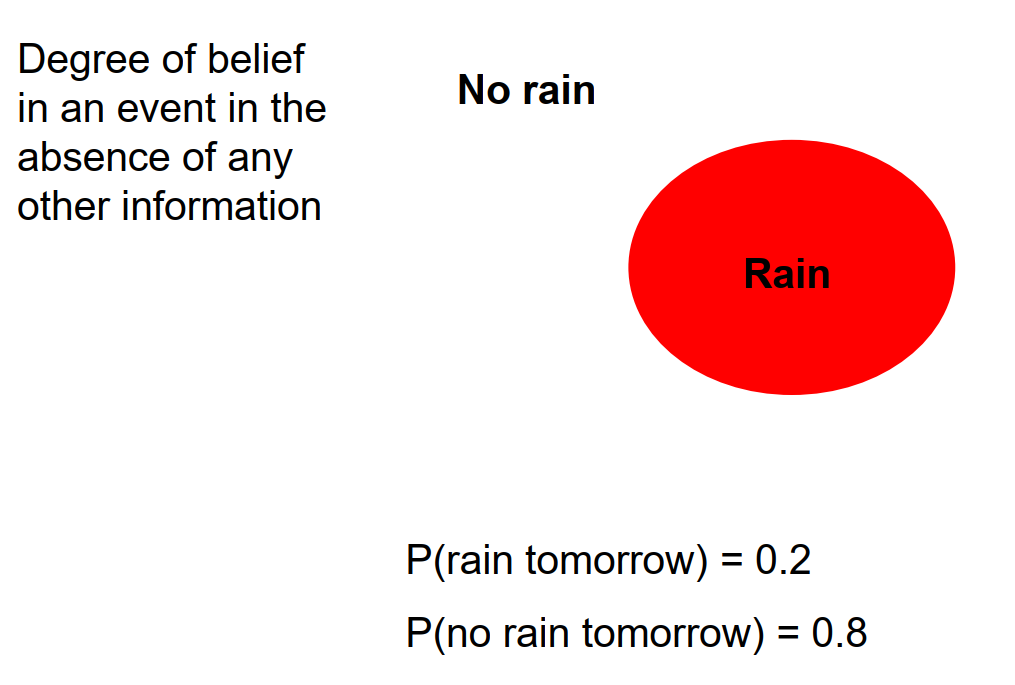 Degree of belief
in an event in the
absence of any
other information
No rain
Rain
P(rain tomorrow) = 0.2
P(no rain tomorrow) = 0.8